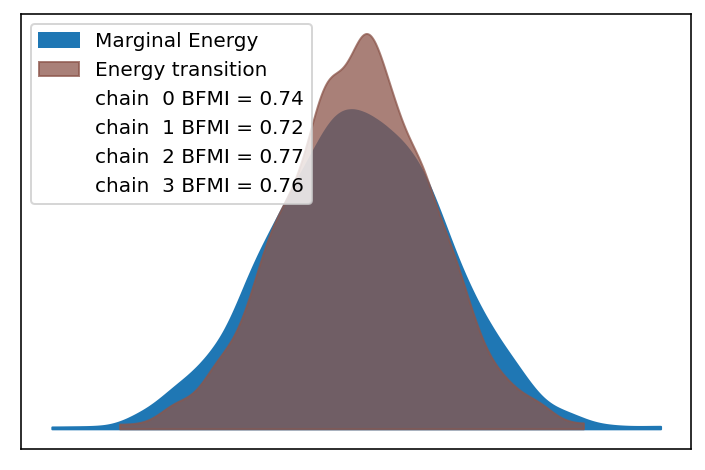 Marginal Energy
Energy transition
chain  0 BFMI = 0.74
chain  1 BFMI = 0.72
chain  2 BFMI = 0.77
chain  3 BFMI = 0.76